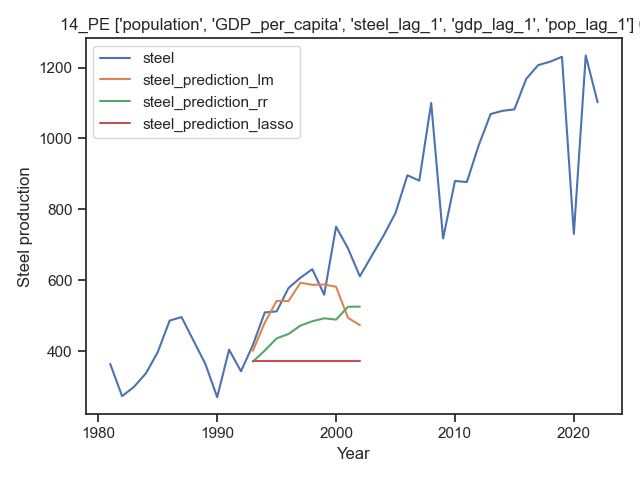 14_PE ['population', 'GDP_per_capita', 'steel_lag_1', 'gdp_lag_1', 'pop_lag_1']
steel
steel_prediction_lm
steel_prediction_rr
steel_prediction_lasso
Steel production
1200
1000
800
600
400
1980
1990
2000
2010
2020
Year